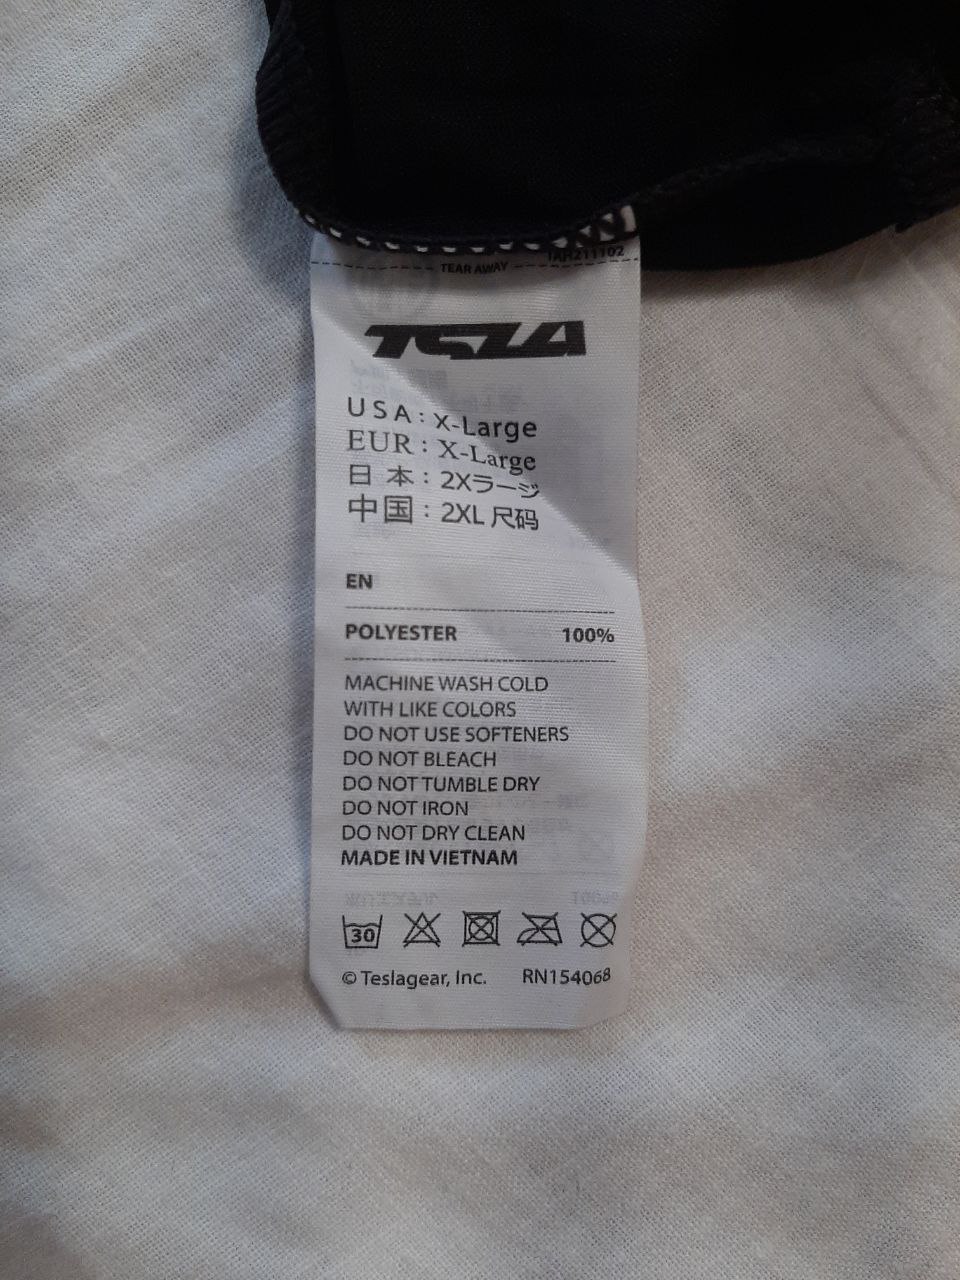 IAH211102
TEAR AWAY
TSLA
USA : X-Large
EUR : X-Large
日 本 : 2Xラージ
中国 : 2XL 尺码
EN
POLYESTER 100%
MACHINE WASH COLD
WITH LIKE COLORS
DO NOT USE SOFTENERS
DO NOT BLEACH
DO NOT TUMBLE DRY
DO NOT IRON
DO NOT DRY CLEAN
MADE IN VIETNAM
30
© Teslagear, Inc. RN154068